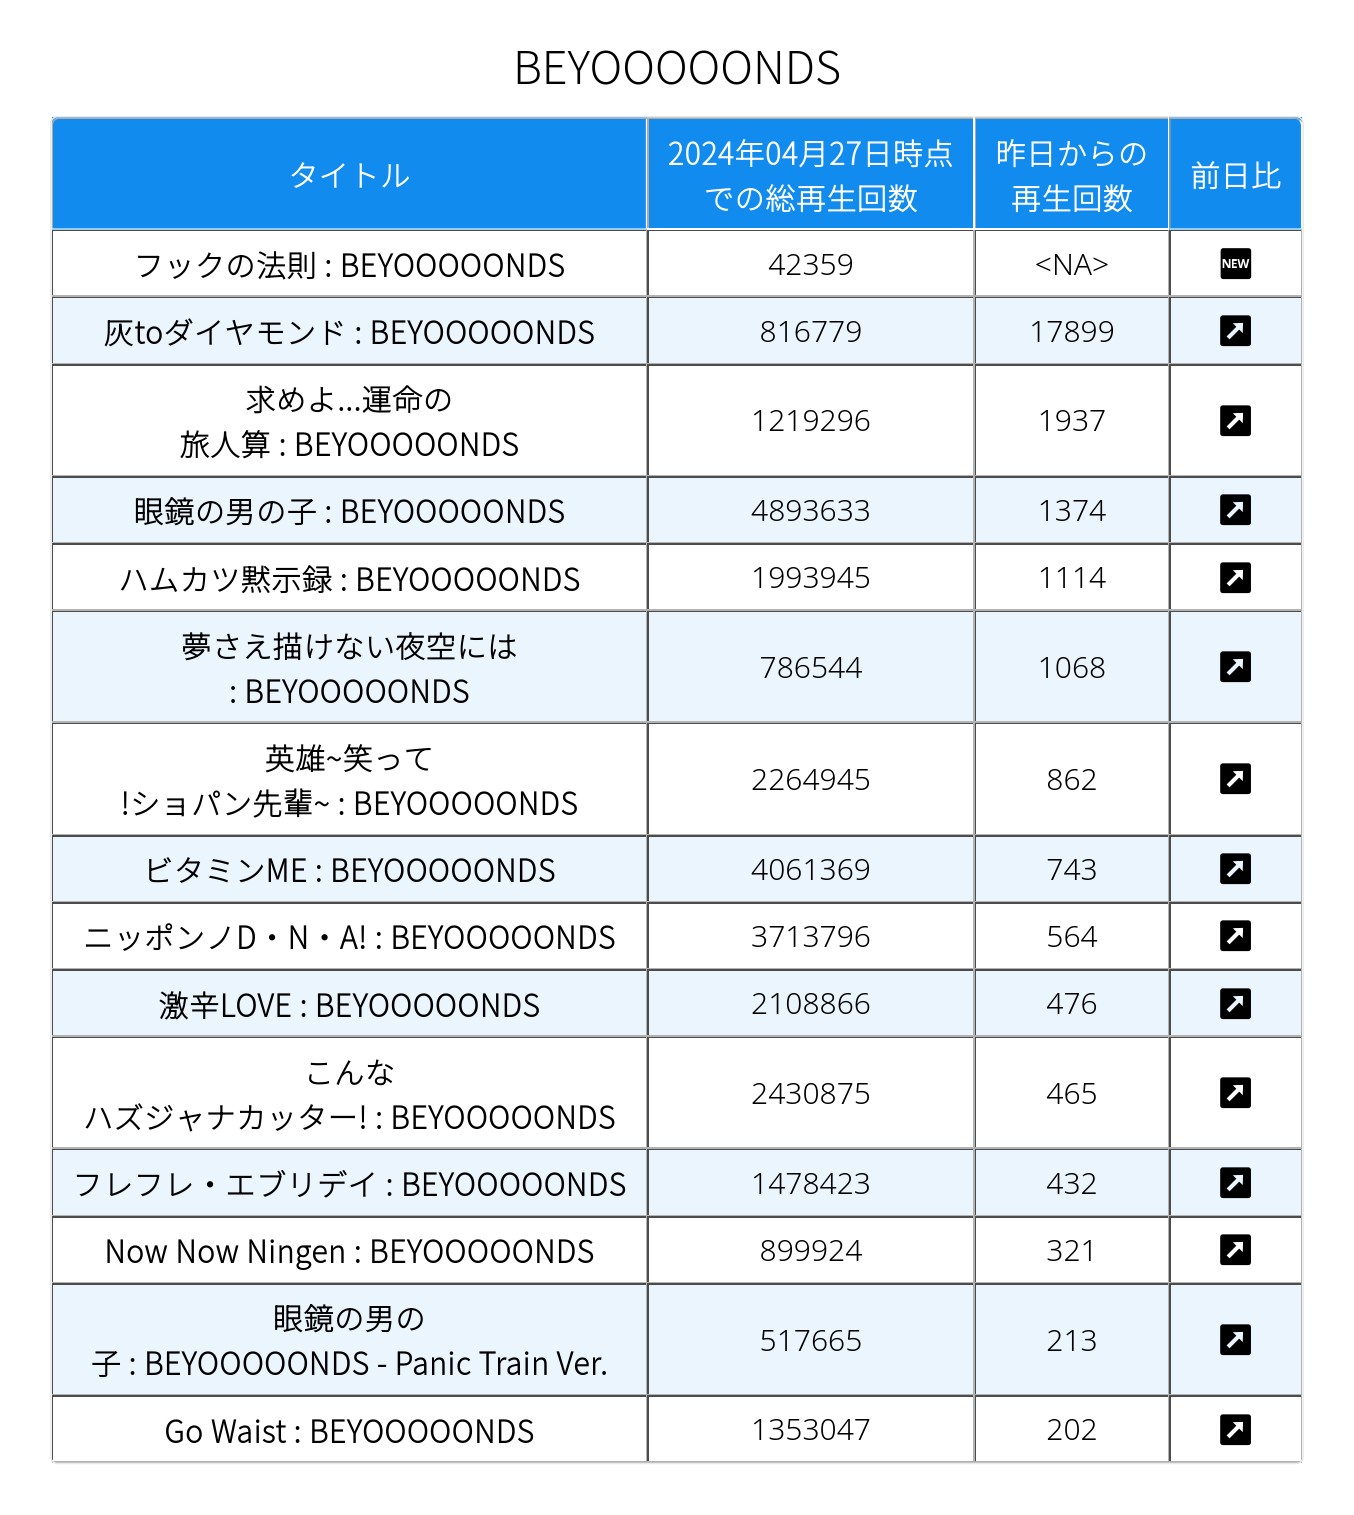 BEYOOOOONDS
タイトル
2024年04月27日時点
での総再生回数
昨日からの
再生回数
前日比
フックの法則 : BEYOOOOONDS
42359
<NA>
NEW
灰toダイヤモンド : BEYOOOOONDS
816779
17899
求めよ...運命の
旅人算 : BEYOOOOONDS
1219296
1937
眼鏡の男の子 : BEYOOOOONDS
4893633
1374
ハムカツ黙示録 : BEYOOOOONDS
1993945
1114
夢さえ描けない夜空には
: BEYOOOOONDS
786544
1068
英雄~笑って
!ショパン先輩~ : BEYOOOOONDS
2264945
862
ビタミンME : BEYOOOOONDS
4061369
743
ニッポンノD・N・A! : BEYOOOOONDS
3713796
564
激辛LOVE : BEYOOOOONDS
2108866
476
こんな
ハズジャナカッター! : BEYOOOOONDS
2430875
465
フレフレ・エブリデイ : BEYOOOOONDS
1478423
432
Now Now Ningen : BEYOOOOONDS
899924
321
眼鏡の男の
子 : BEYOOOOONDS - Panic Train Ver.
517665
213
Go Waist : BEYOOOOONDS
1353047
202